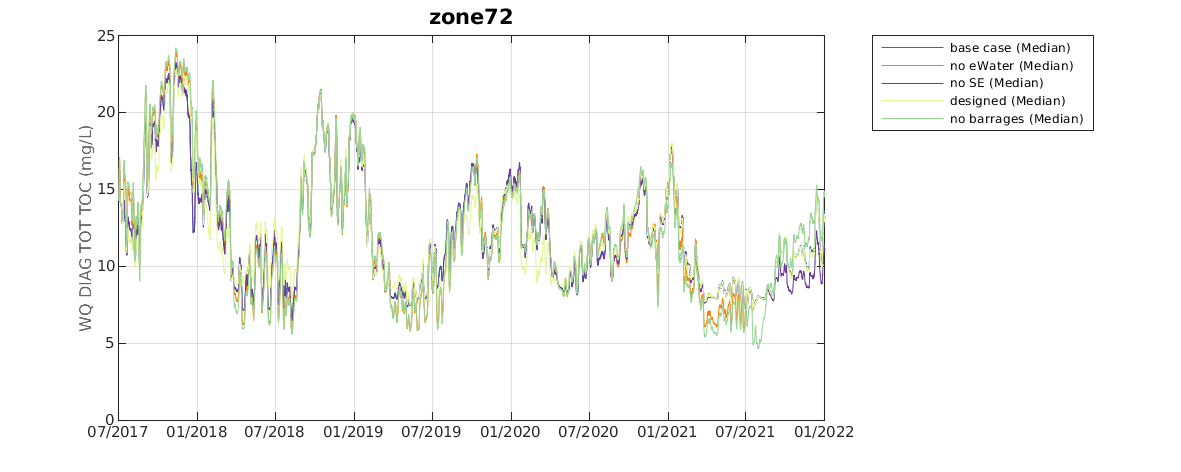 zone72
WQ DIAG TOT TOC (mg/L)
25
20
15
10
5
0
07/2017 01/2018 07/2018 01/2019 07/2019 01/2020 07/2020 01/2021 07/2021 01/2022
base case (Median)
no eWater (Median)
no SE (Median)
designed (Median)
no barrages (Median)